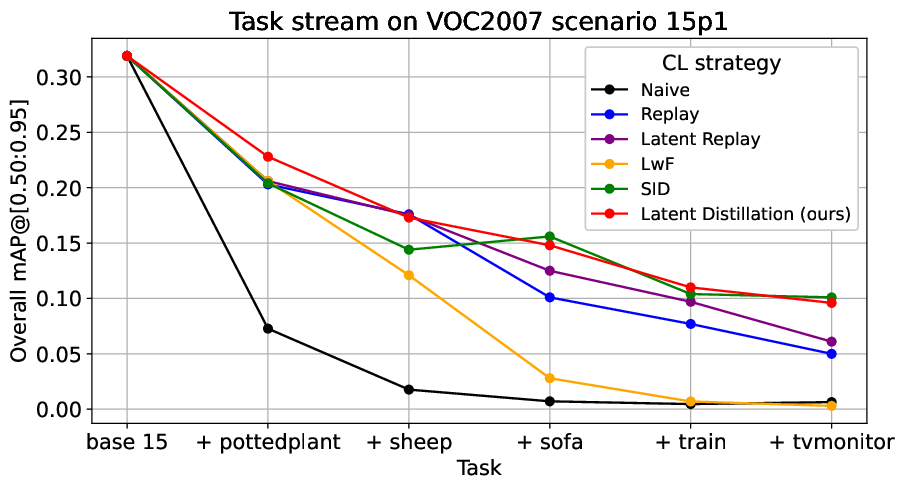 Task stream on VOC2007 scenario 15p1
Overall mAP@[0.50:0.95]
0.30
0.25
0.20
0.15
0.10
0.05
0.00
CL strategy
Naive
Replay
Latent Replay
LwF
SID
Latent Distillation (ours)
base 15
+ pottedplant
+ sheep
+ sofa
+ train
+ tvmonitor
Task